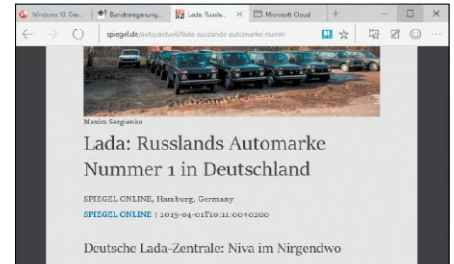 Windows 10: Das... Bundesregierung... Lada: Russla... Microsoft Cloud
spiegel.de/auto/aktuell/lada-russlands-automarke-numm
Maxim Sergienko
Lada: Russlands Automarke
Nummer 1 in Deutschland
SPIEGEL ONLINE, Hamburg, Germany
SPIEGEL ONLINE | 2015-04-01T10:11:00+0200
Deutsche Lada-Zentrale: Niva im Nirgendwo